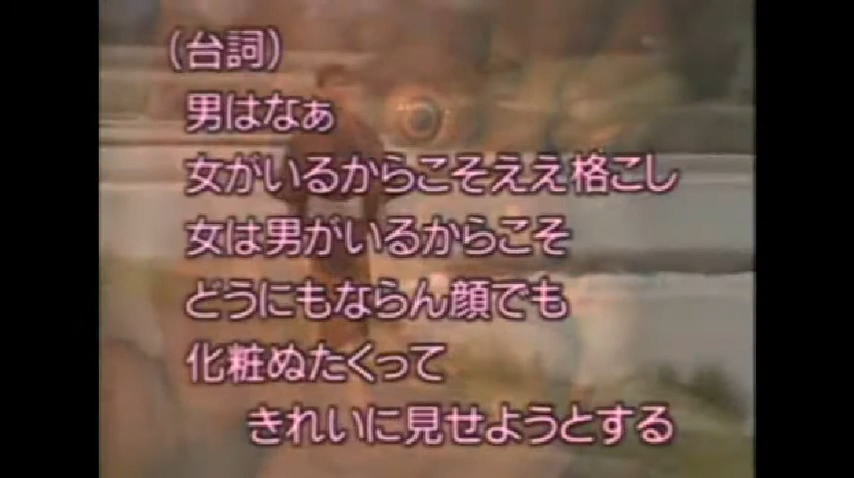 (台詞)
男はなぁ
女がいるからこそええ格こし
女は男がいるからこそ
どうにもならん顔でも
化粧ぬたくって
きれいに見せようとする